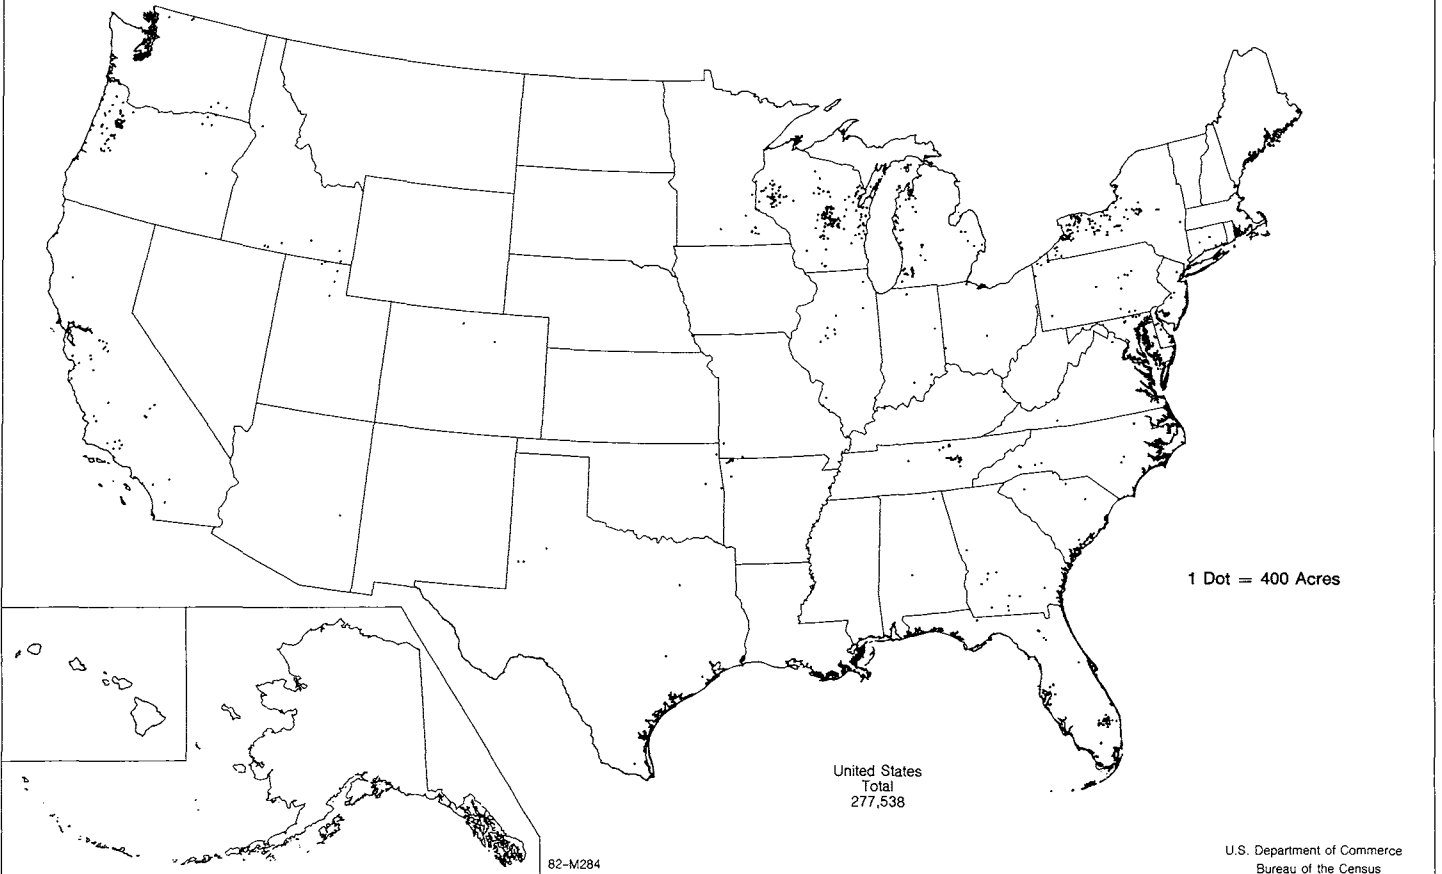 1 Dot = 400 Acres
United States
Total
277,538
82-M284
U.S. Department of Commerce
Bureau of the Census